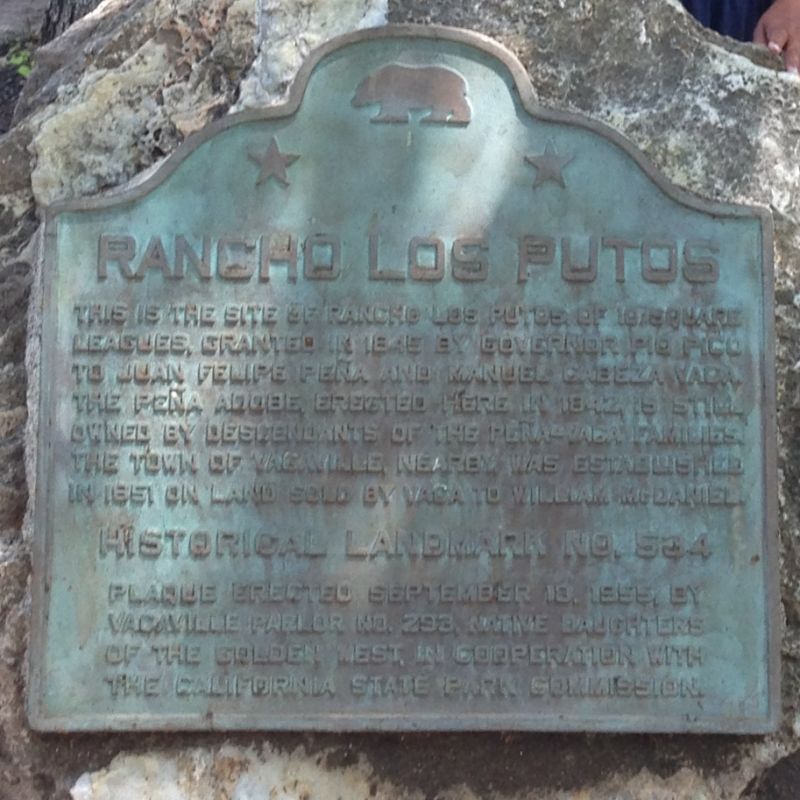 RANCHO LOS PUTOS
THIS IS THE SITE OF RANCHO LOS PUTOS, OF 10 SQUARE
LEAGUES, GRANTED IN 1845 BY GOVERNOR PIO PICO
TO JUAN FELIPE PEÑA AND MANUEL CABEZA VACA.
THE PEÑA ADOBE, ERECTED HERE IN 1842, IS STILL
OWNED BY DESCENDANTS OF THE PEÑA-VACA FAMILIES.
THE TOWN OF VACAVILLE, NEARBY, WAS ESTABLISHED
IN 1851 ON LAND SOLD BY VACA TO WILLIAM McDANIEL.
HISTORICAL LANDMARK NO. 534
PLAQUE ERECTED SEPTEMBER 18, 1955, BY
VACAVILLE PARLOR NO. 293, NATIVE DAUGHTERS
OF THE GOLDEN WEST, IN COOPERATION WITH
THE CALIFORNIA STATE PARK COMMISSION.